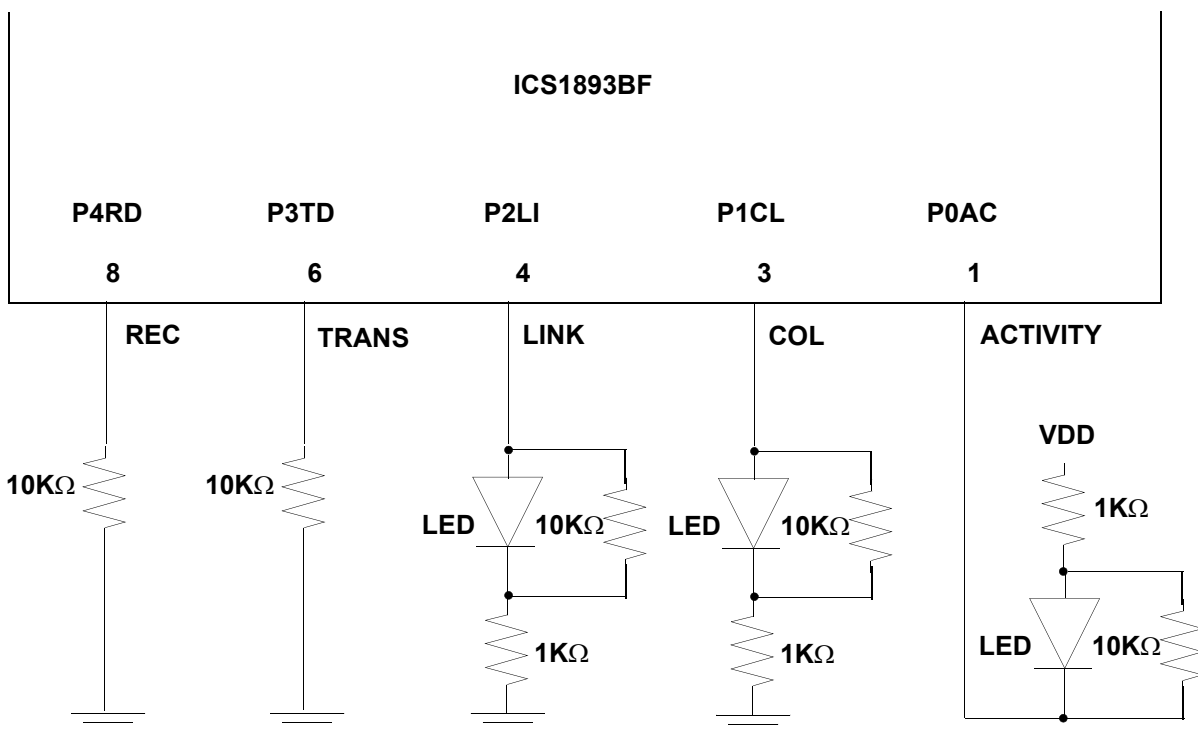 ICS1893BF
P4RD P3TD P2LI P1CL P0AC
8 6 4 3 1
REC TRANS LINK COL ACTIVITY
VDD
10KΩ 10KΩ 1KΩ
LED 10KΩ LED 10KΩ
1KΩ 1KΩ LED 10KΩ